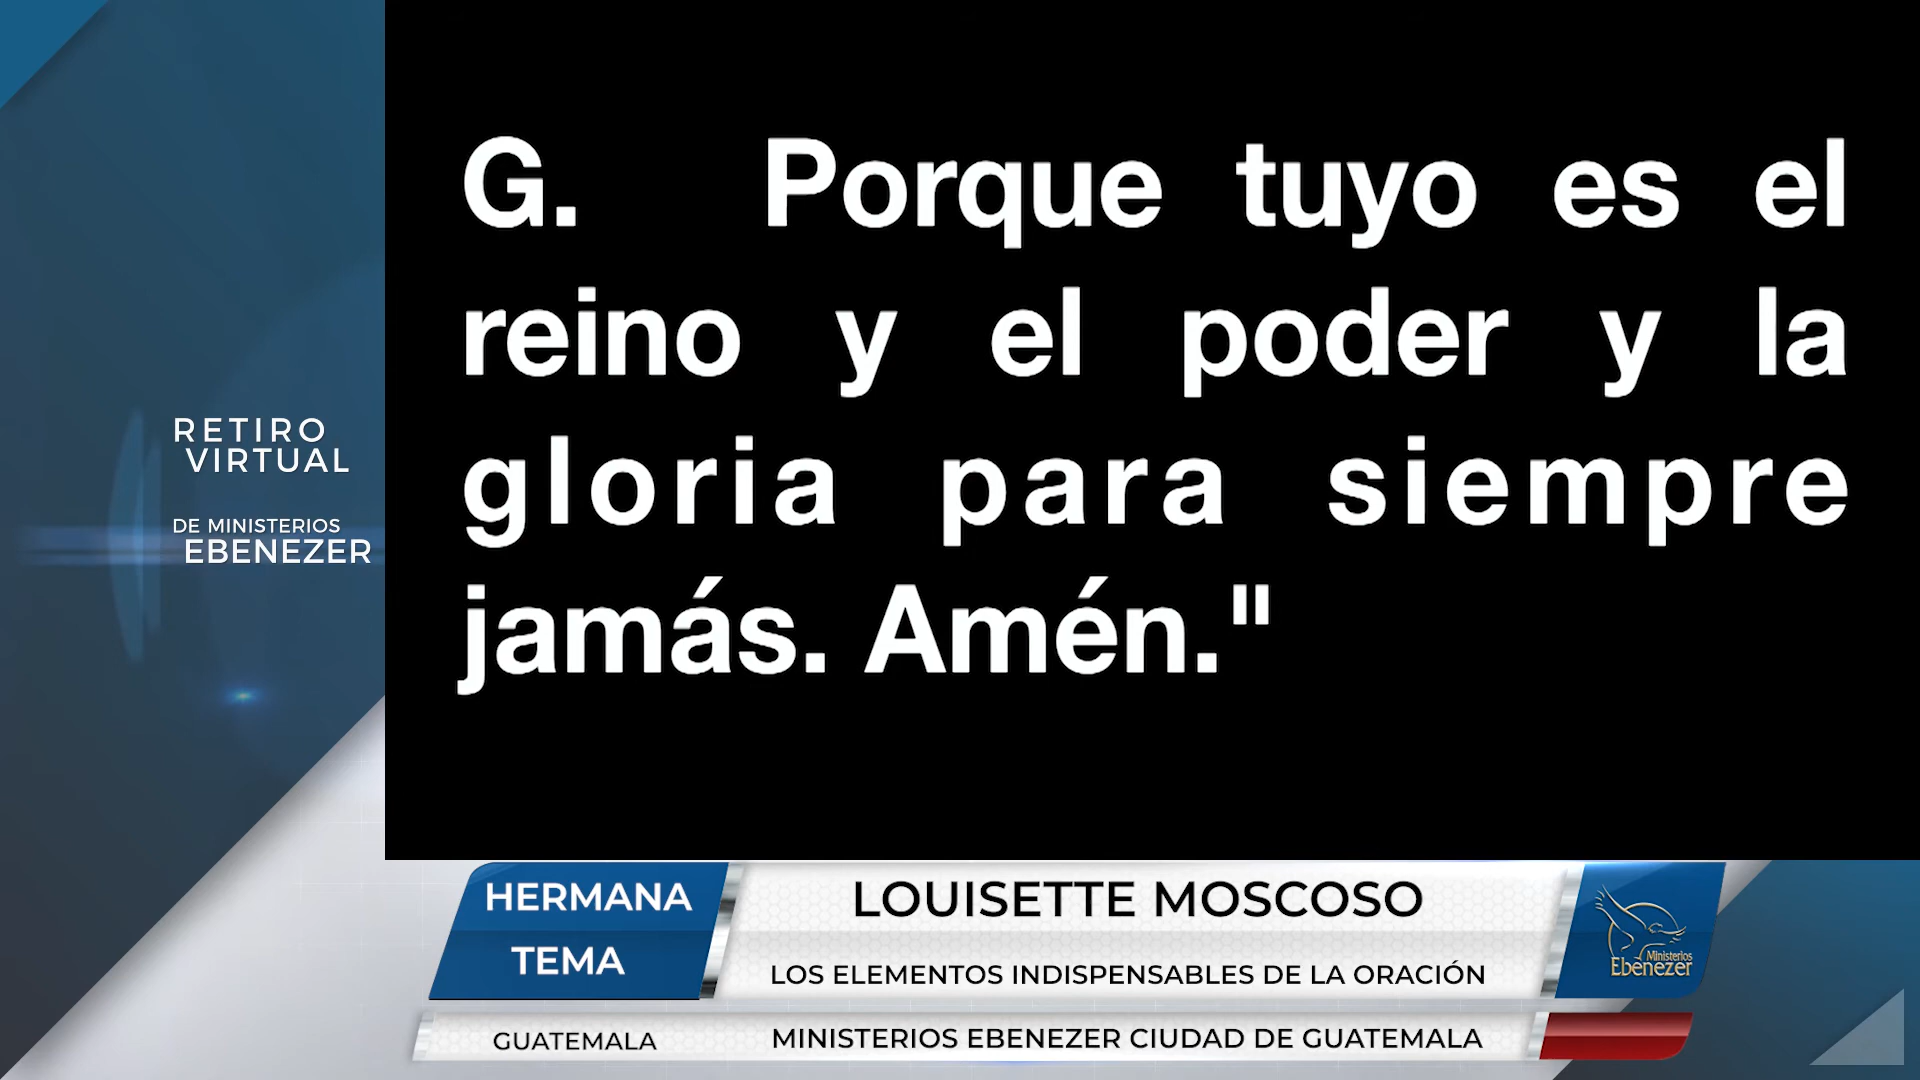 G. Porque tuyo es el
reino y el poder y la
gloria para siempre
jamás. Amén."
RETIRO
VIRTUAL
DE MINISTERIOS
EBENEZER
HERMANA
LOUISETTE MOSCOSO
TEMA
LOS ELEMENTOS INDISPENSABLES DE LA ORACIÓN
Ministerios
Ebenezer
GUATEMALA
MINISTERIOS EBENEZER CIUDAD DE GUATEMALA